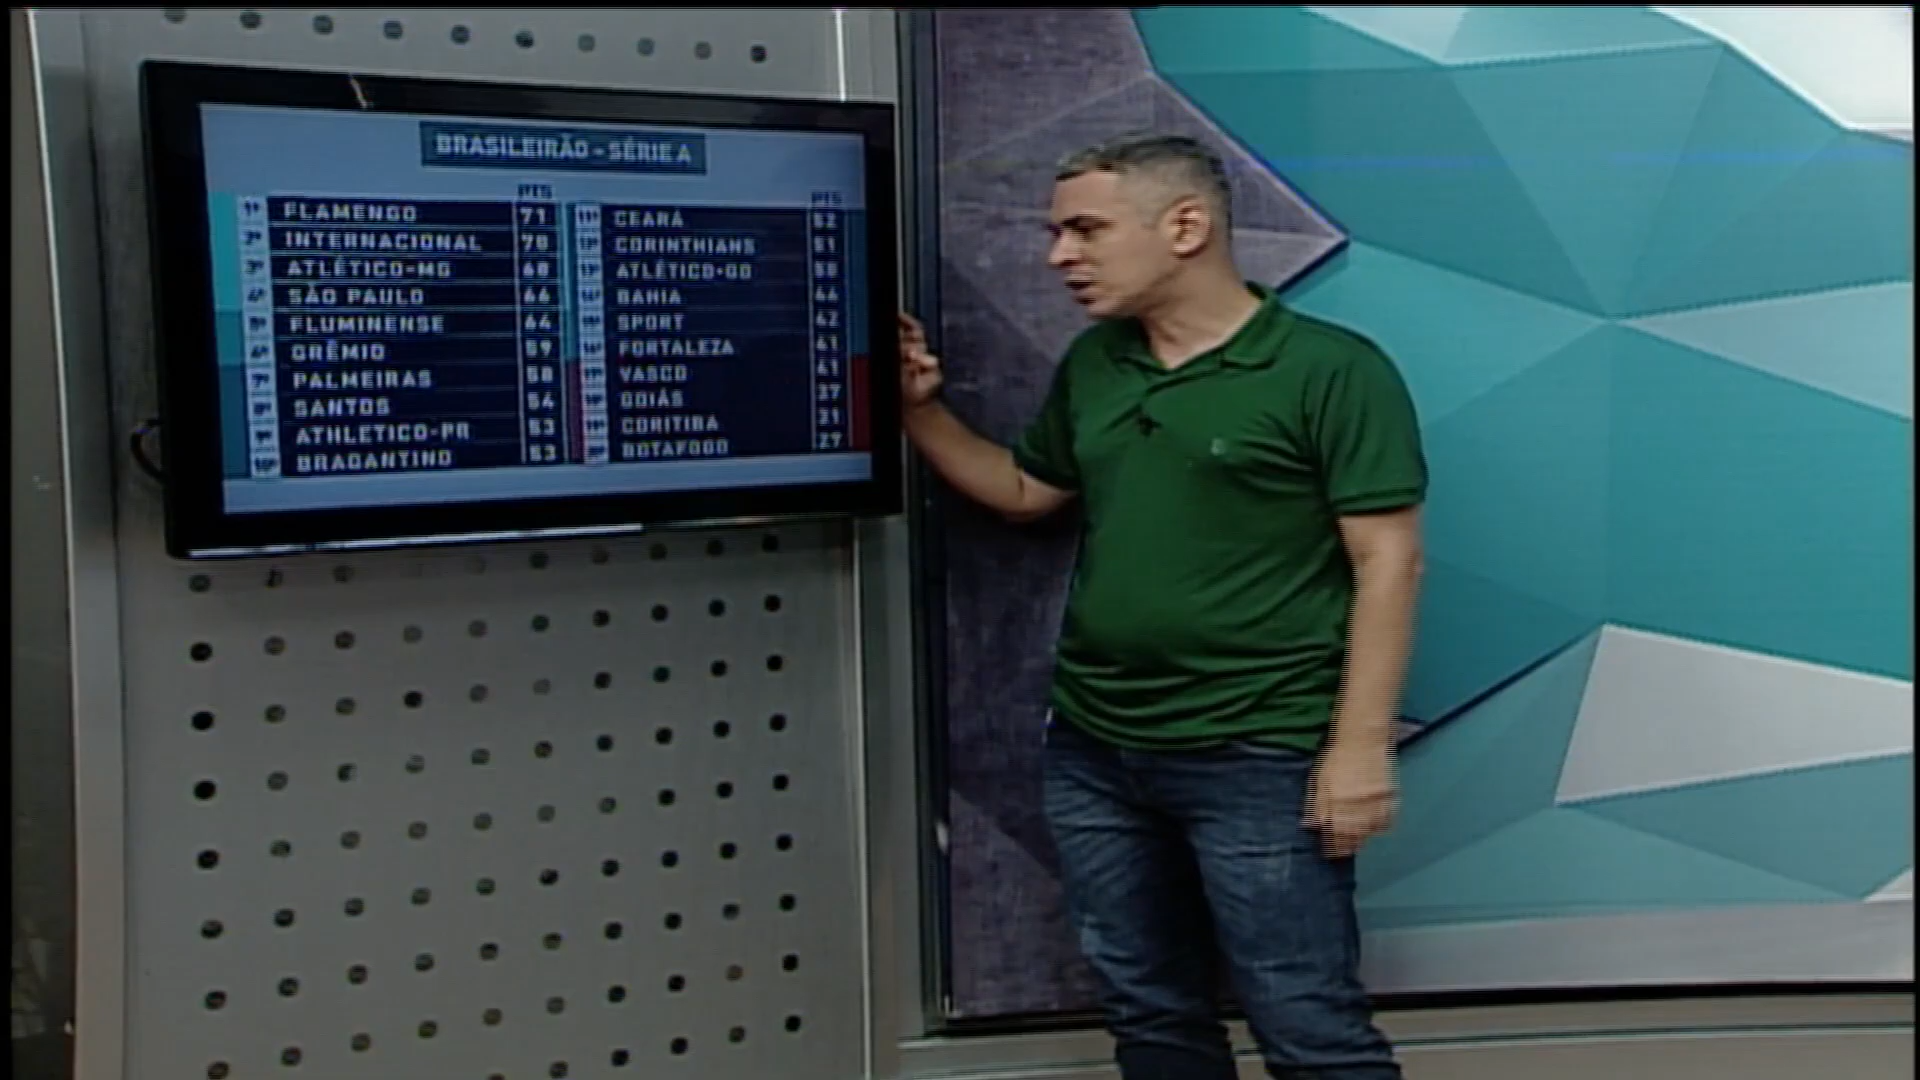 BRASILEIRÃO - SÉRIE A
PTS
1º FLAMENGO 71
2º INTERNACIONAL 70
3º ATLÉTICO-MG 68
4º SÃO PAULO 66
5º FLUMINENSE 64
6º GRÊMIO 59
7º PALMEIRAS 58
8º SANTOS 54
9º ATHLETICO-PR 53
10º BRAGANTINO 53
PTS
11º CEARÁ 52
12º CORINTHIANS 51
13º ATLÉTICO-GO 50
14º BAHIA 44
15º SPORT 42
16º FORTALEZA 41
17º VASCO 41
18º GOIÁS 37
19º CORITIBA 31
20º BOTAFOGO 27